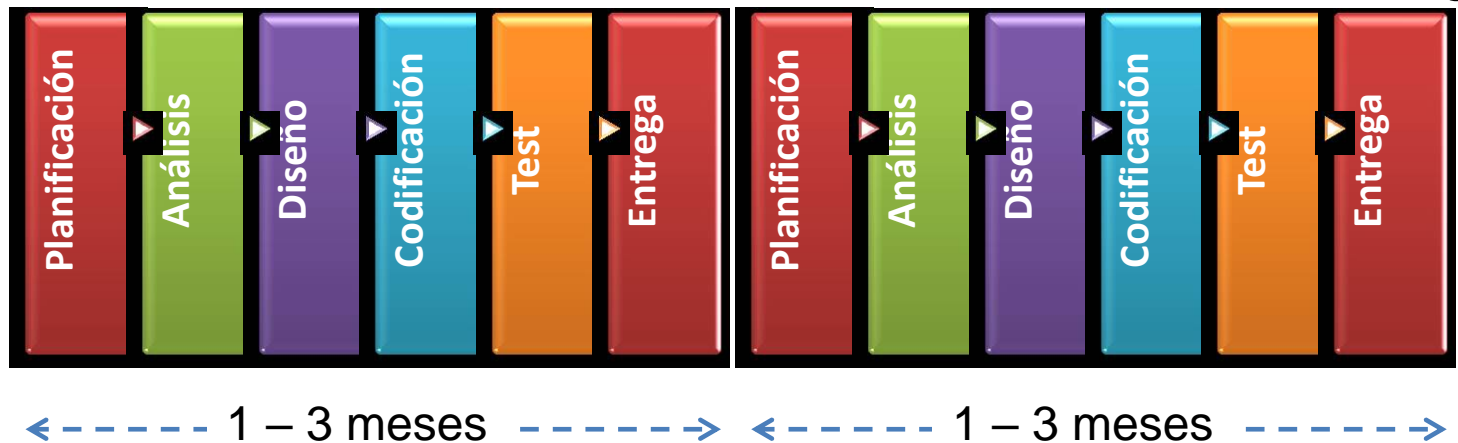 Planificación
Análisis
Diseño
Codificación
Test
Entrega
Planificación
Análisis
Diseño
Codificación
Test
Entrega
1 – 3 meses
1 – 3 meses